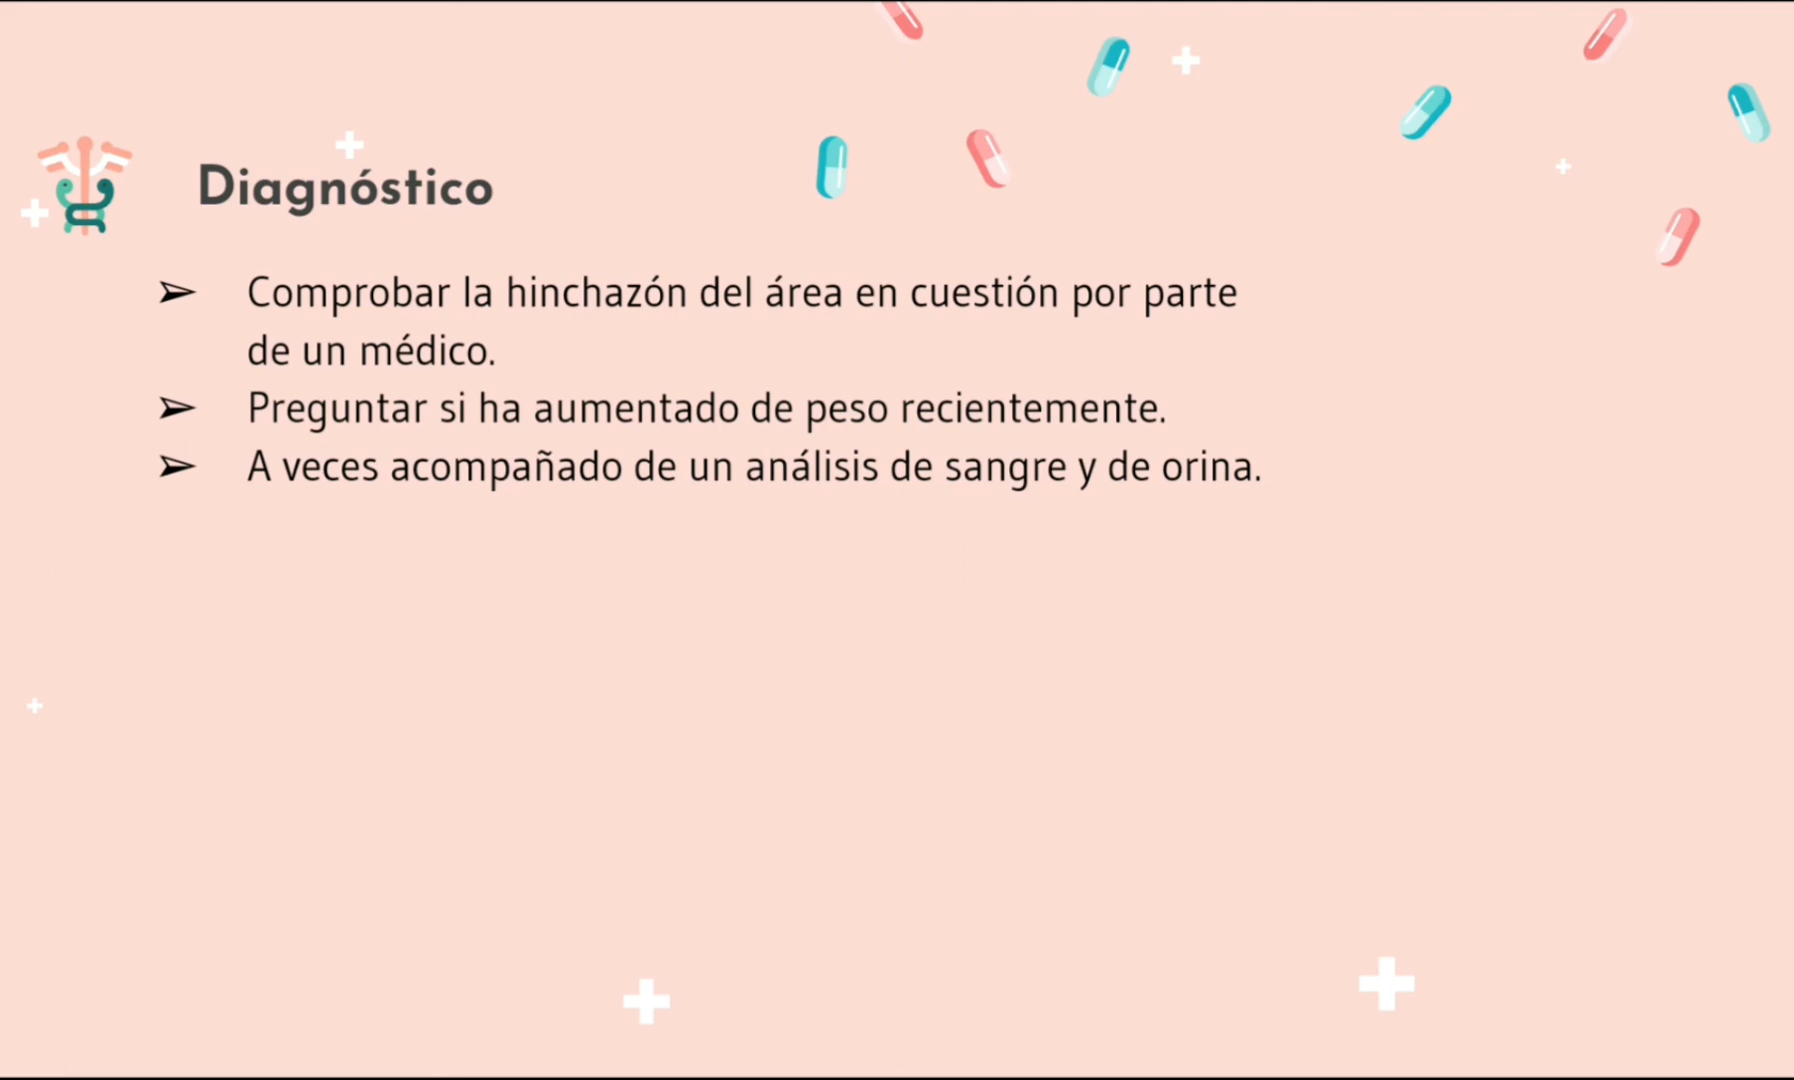 Diagnóstico
➢ Comprobar la hinchazón del área en cuestión por parte
de un médico.
➢ Preguntar si ha aumentado de peso recientemente.
➢ A veces acompañado de un análisis de sangre y de orina.